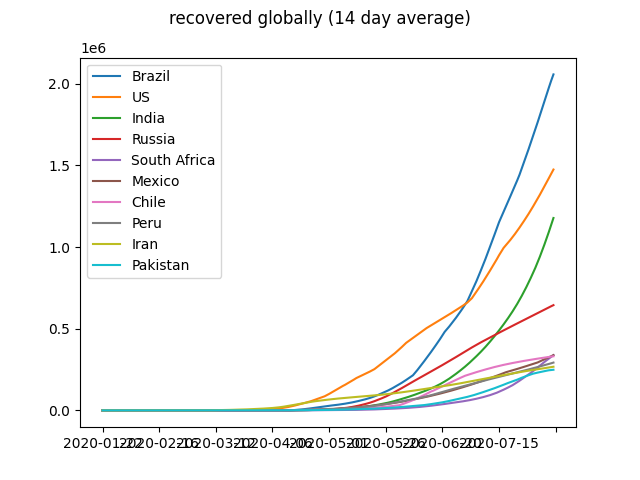 recovered globally (14 day average)
1e6
Brazil
US
India
Russia
South Africa
Mexico
Chile
Peru
Iran
Pakistan
2.0
1.5
1.0
0.5
0.0
2020-01-22 2020-02-16 2020-03-12 2020-04-06 2020-05-01 2020-05-26 2020-06-20 2020-07-15